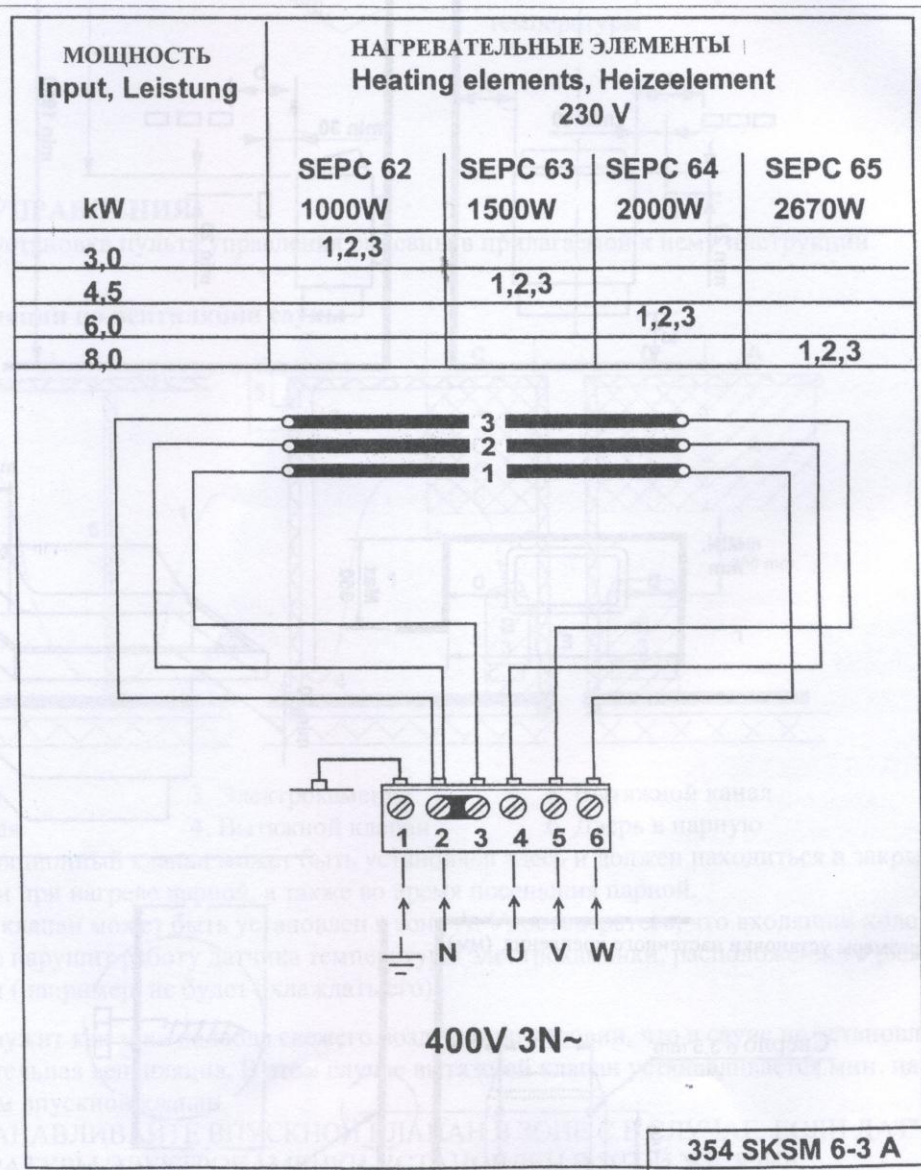 МОЩНОСТЬ
Input, Leistung
kW
НАГРЕВАТЕЛЬНЫЕ ЭЛЕМЕНТЫ
Heating elements, Heizeelement
230 V
SEPC 62 SEPC 63 SEPC 64 SEPC 65
1000W 1500W 2000W 2670W
3,0 1,2,3
4,5 1,2,3
6,0 1,2,3
8,0 1,2,3
3
2
1
2 3 4 5 6
N U V W
400V 3N~
354 SKSM 6-3 A